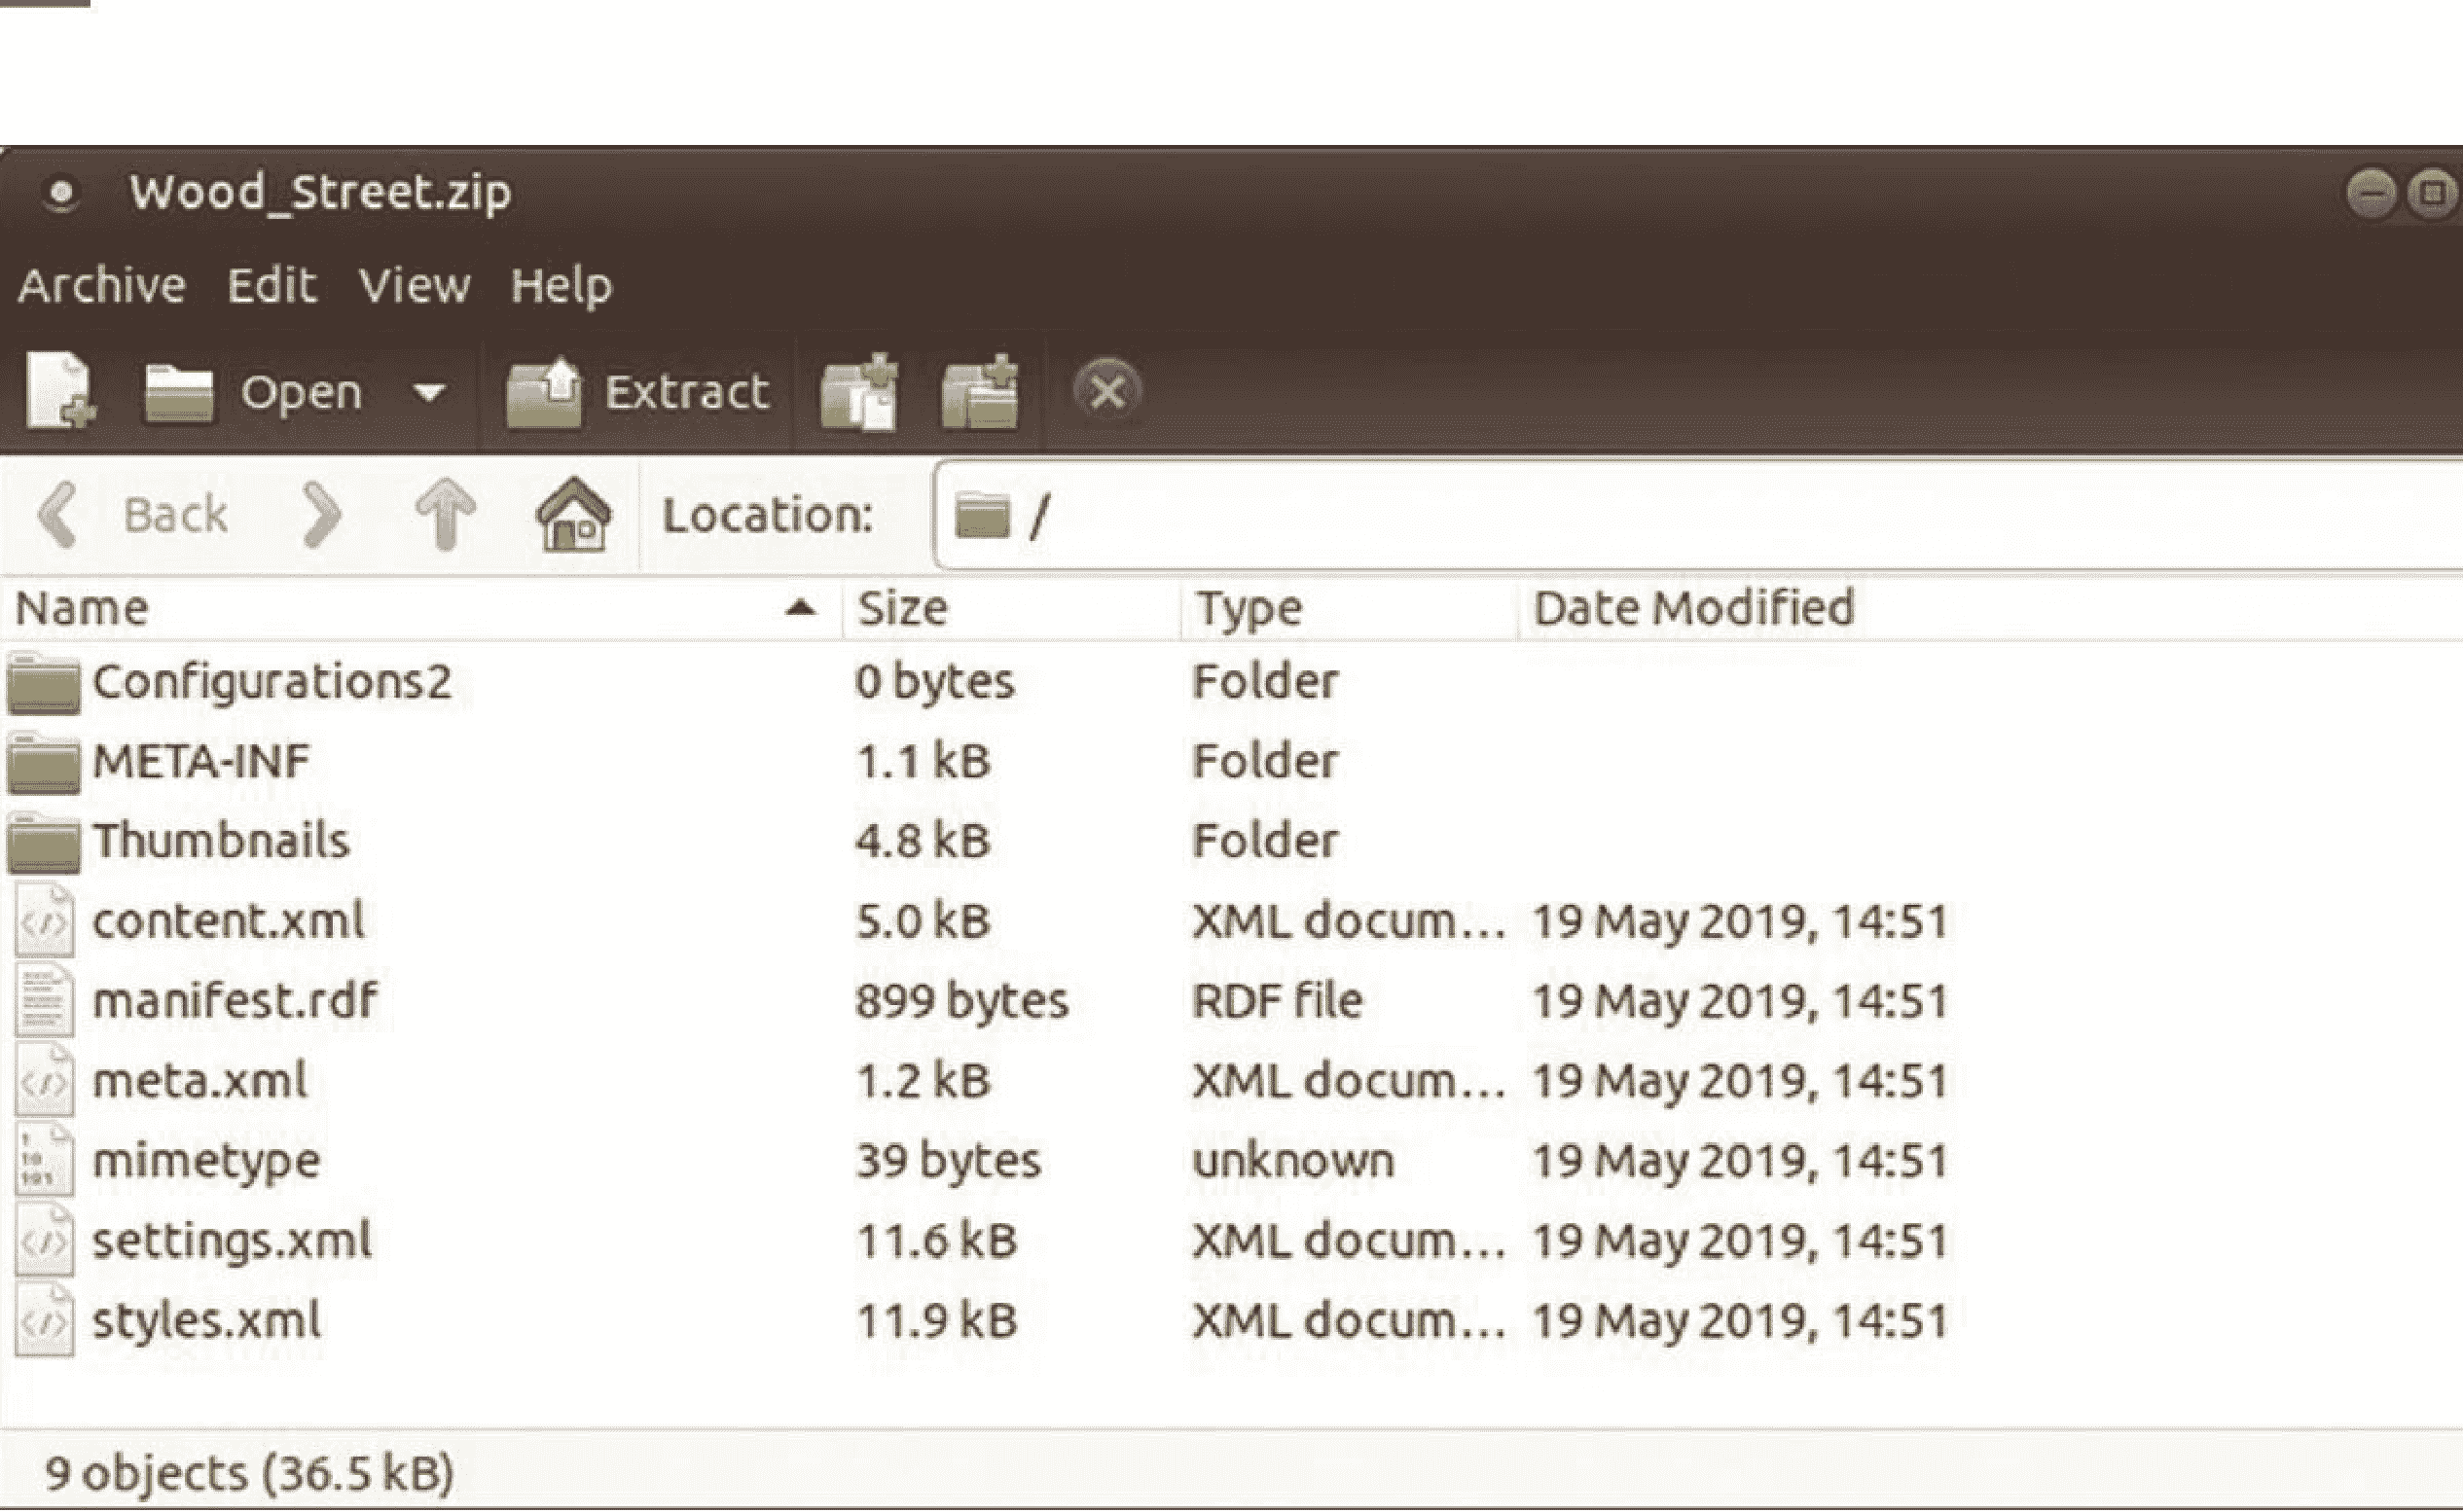 Wood_Street.zip
Archive Edit View Help
Open Extract
Back Location: /
Name Size Type Date Modified
Configurations2 0 bytes Folder
META-INF 1.1 kB Folder
Thumbnails 4.8 kB Folder
content.xml 5.0 kB XML docum... 19 May 2019, 14:51
manifest.rdf 899 bytes RDF file 19 May 2019, 14:51
meta.xml 1.2 kB XML docum... 19 May 2019, 14:51
mimetype 39 bytes unknown 19 May 2019, 14:51
settings.xml 11.6 kB XML docum... 19 May 2019, 14:51
styles.xml 11.9 kB XML docum... 19 May 2019, 14:51
9 objects (36.5 kB)